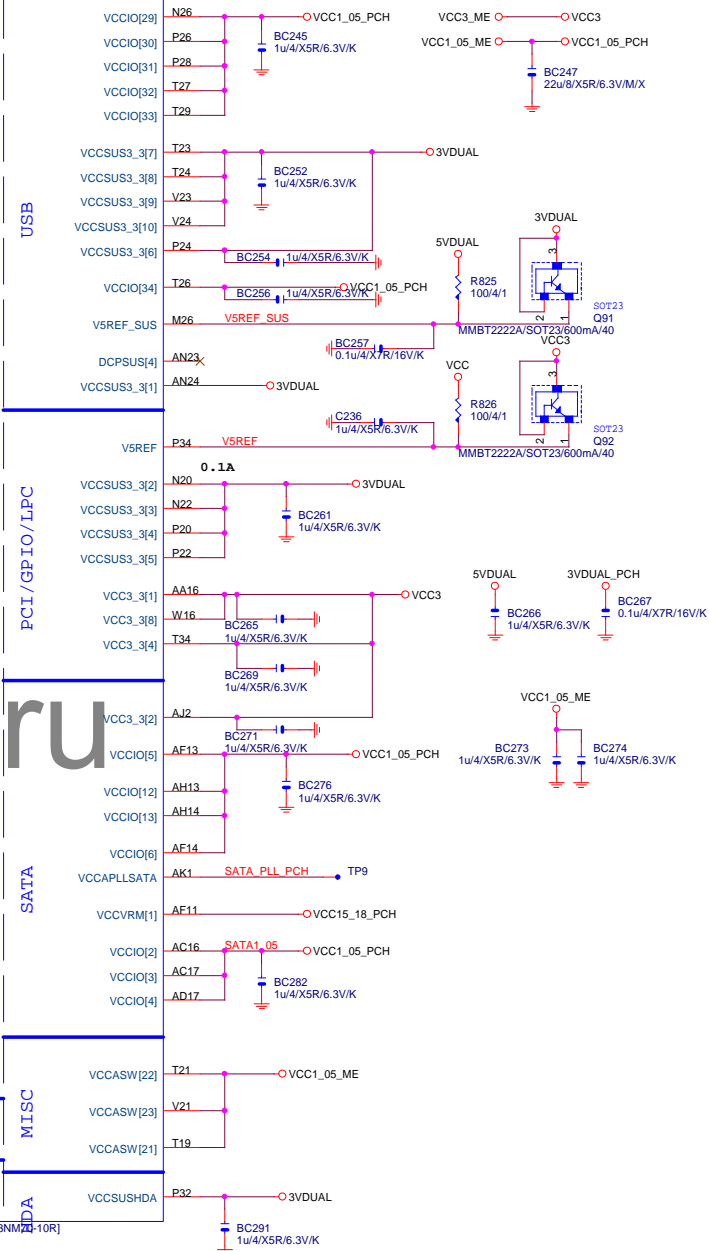 VCCIO[29] N26 VCC1_05_PCH VCC3_ME VCC3
BC245
1u/4/X5R/6.3V/K
VCCIO[30] P26 VCC1_05_ME VCC1_05_PCH
VCCIO[31] P28 BC247
22u/8/X5R/6.3V/M/X
VCCIO[32] T27
VCCIO[33] T29
USB
VCCSUS3_3[7] T23 3VDUAL
BC252
1u/4/X5R/6.3V/K
VCCSUS3_3[8] T24
VCCSUS3_3[9] V23
VCCSUS3_3[10] V24 3VDUAL
VCCSUS3_3[6] P24 5VDUAL 3
BC254 1u/4/X5R/6.3V/K
VCCIO[34] T26 VCC1_05_PCH R825
100/4/1
BC256 1u/4/X5R/6.3V/K
2 1 SOT23
Q91
V5REF_SUS M26 V5REF_SUS MMBT2222A/SOT23/600mA/40
BC257
0.1u/4/X7R/16V/K
VCC3
DCPSUS[4] AN23 VCC 3
VCCSUS3_3[1] AN24 3VDUAL
R826
100/4/1
C236
1u/4/X5R/6.3V/K
2 1 SOT23
Q92
V5REF P34 V5REF MMBT2222A/SOT23/600mA/40
0.1A
PCI/GPIO/LPC
VCCSUS3_3[2] N20 3VDUAL
VCCSUS3_3[3] N22
BC261
1u/4/X5R/6.3V/K
VCCSUS3_3[4] P20
VCCSUS3_3[5] P22
5VDUAL 3VDUAL_PCH
VCC3_3[1] AA16 VCC3
BC266
1u/4/X5R/6.3V/K
BC267
0.1u/4/X7R/16V/K
VCC3_3[8] W16
BC265
1u/4/X5R/6.3V/K
VCC3_3[4] T34
BC269
1u/4/X5R/6.3V/K
ru
SATA
VCC1_05_ME
VCC3_3[2] AJ2
BC271
1u/4/X5R/6.3V/K
BC273
1u/4/X5R/6.3V/K
BC274
1u/4/X5R/6.3V/K
VCCIO[5] AF13 VCC1_05_PCH
VCCIO[12] AH13
BC276
1u/4/X5R/6.3V/K
VCCIO[13] AH14
VCCIO[6] AF14
VCCAPLLSATA AK1 SATA_PLL_PCH TP9
VCCVRM[1] AF11 VCC15_18_PCH
VCCIO[2] AC16 SATA1_05 VCC1_05_PCH
VCCIO[3] AC17
BC282
1u/4/X5R/6.3V/K
VCCIO[4] AD17
MISC
VCCASW[22] T21 VCC1_05_ME
VCCASW[23] V21
VCCASW[21] T19
HDA
VCCSUSHDA P32 3VDUAL
BC291
1u/4/X5R/6.3V/K